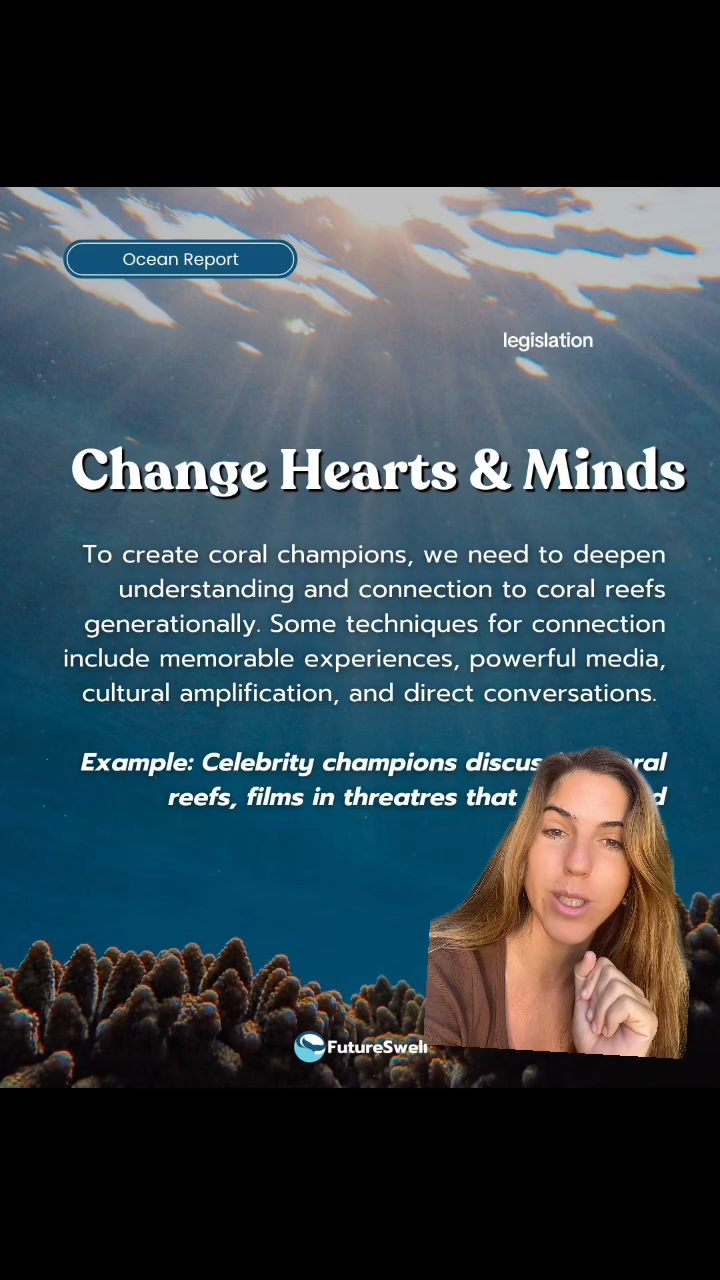 Ocean Report
legislation
Change Hearts & Minds
To create coral champions, we need to deepen
understanding and connection to coral reefs
generationally. Some techniques for connection
include memorable experiences, powerful media,
cultural amplification, and direct conversations.
Example: Celebrity champions
reefs, films in threatres that
FutureSwell